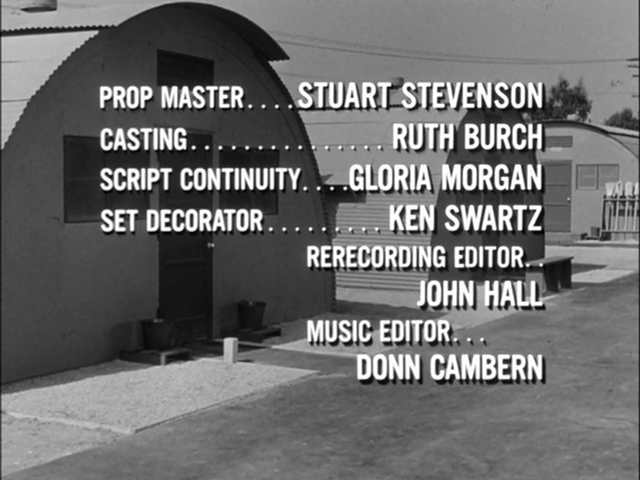 PROP MASTER....STUART STEVENSON
CASTING...............RUTH BURCH
SCRIPT CONTINUITY....GLORIA MORGAN
SET DECORATOR.........KEN SWARTZ
RERECORDING EDITOR..
JOHN HALL
MUSIC EDITOR...
DONN CAMBERN